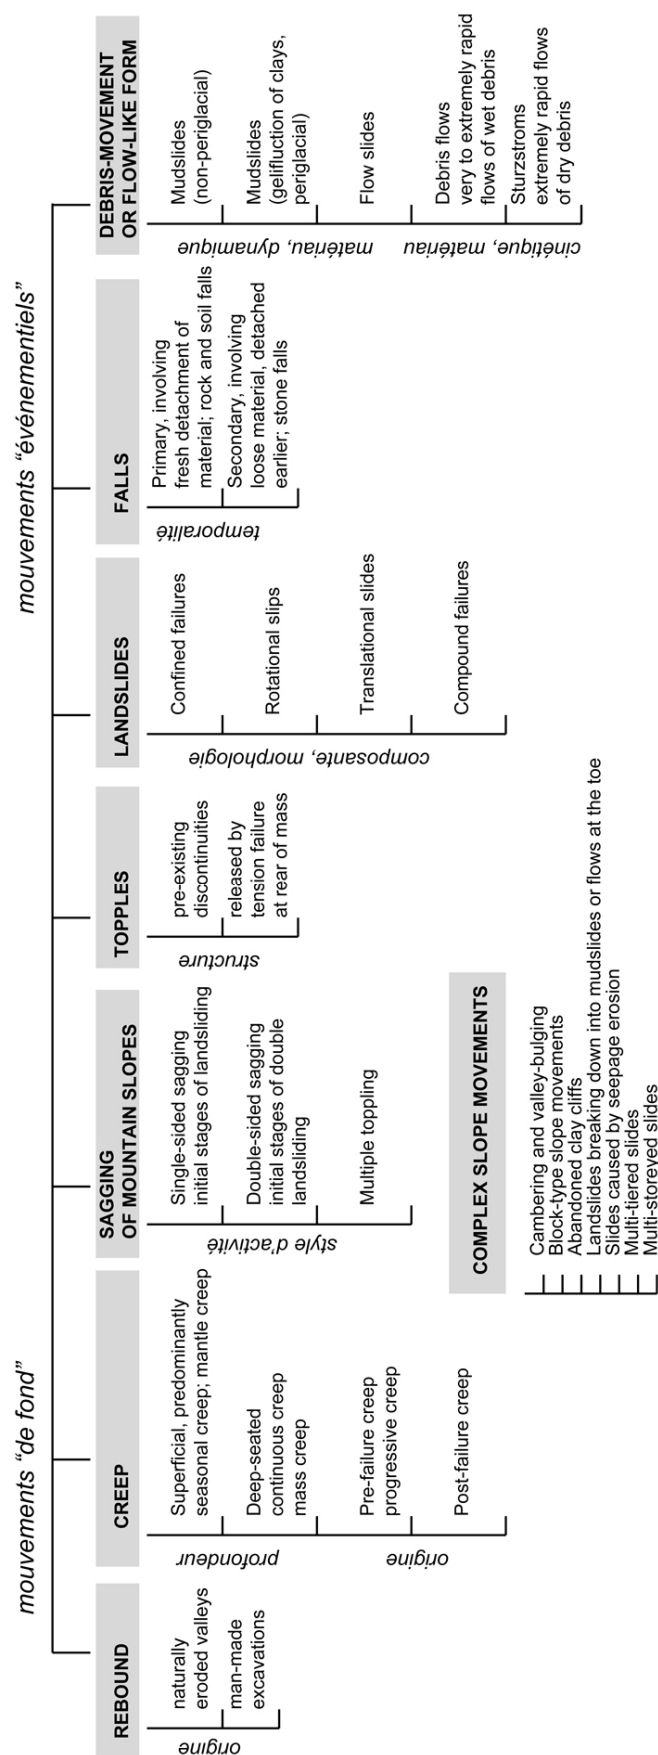 mouvements “de fond”
mouvements “événementiels”
REBOUND
origine
naturally
eroded valleys
man-made
excavations
CREEP
profondeur
origine
Superficial, predominantly
seasonal creep; mantle creep
Deep-seated
continuous creep
mass creep
Pre-failure creep
progressive creep
Post-failure creep
SAGGING
OF MOUNTAIN SLOPES
style d'activité
Single-sided sagging
initial stages of landsliding
Double-sided sagging
initial stages of double
landsliding
Multiple toppling
TOPPLES
structure
pre-existing
discontinuities
released by
tension failure
at rear of mass
LANDSLIDES
composante, morphologie
Confined failures
Rotational slips
Translational slides
Compound failures
FALLS
temporalité
Primary, involving
fresh detachment of
material; rock and soil falls
Secondary, involving
loose material, detached
earlier; stone falls
DEBRIS-MOVEMENT
OR FLOW-LIKE FORM
matériau, dynamique
cinétique, matériau
Mudslides
(non-periglacial)
Mudslides
(gelifluction of clays,
periglacial)
Flow slides
Debris flows
very to extremely rapid
flows of wet debris
Sturzstroms
extremely rapid flows
of dry debris
COMPLEX SLOPE MOVEMENTS
Cambering and valley-bulging
Block-type slope movements
Abandoned clay cliffs
Landslides breaking down into mudslides or flows at the toe
Slides caused by seepage erosion
Multi-tiered slides
Multi-storeved slides